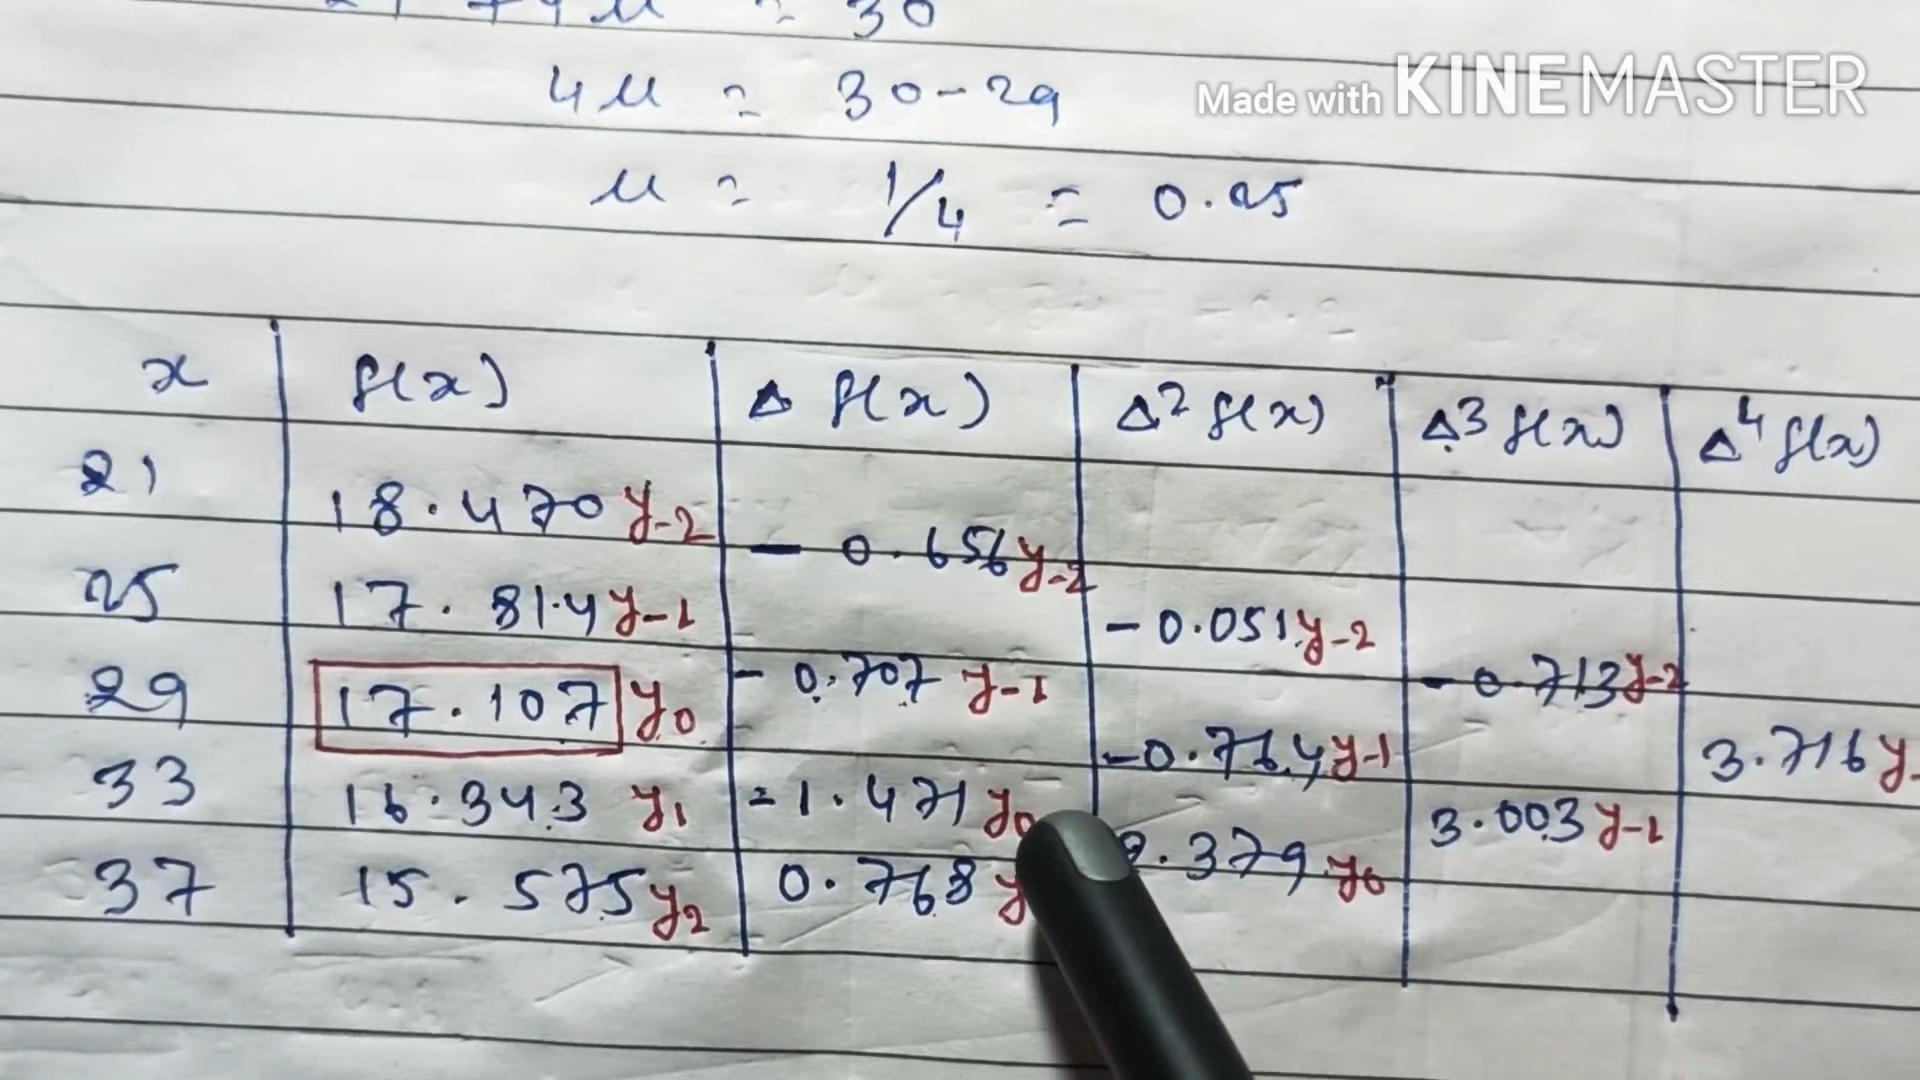 4μ = 30-29
Made with KINEMASTER
μ = 1/4 = 0.25
x f(x) Δ f(x) Δ² f(x) Δ³ f(x) Δ⁴ f(x)
21 18.470 y-2
- 0.656 y-2
25 17.814 y-1 - 0.051 y-2
- 0.707 y-1 - 0.713 y-2
29 17.107 y0 - 0.764 y-1 3.716 y
33 16.343 y1 - 1.471 y0 3.003 y-1
.379 y0
37 15.575 y2 0.768 y